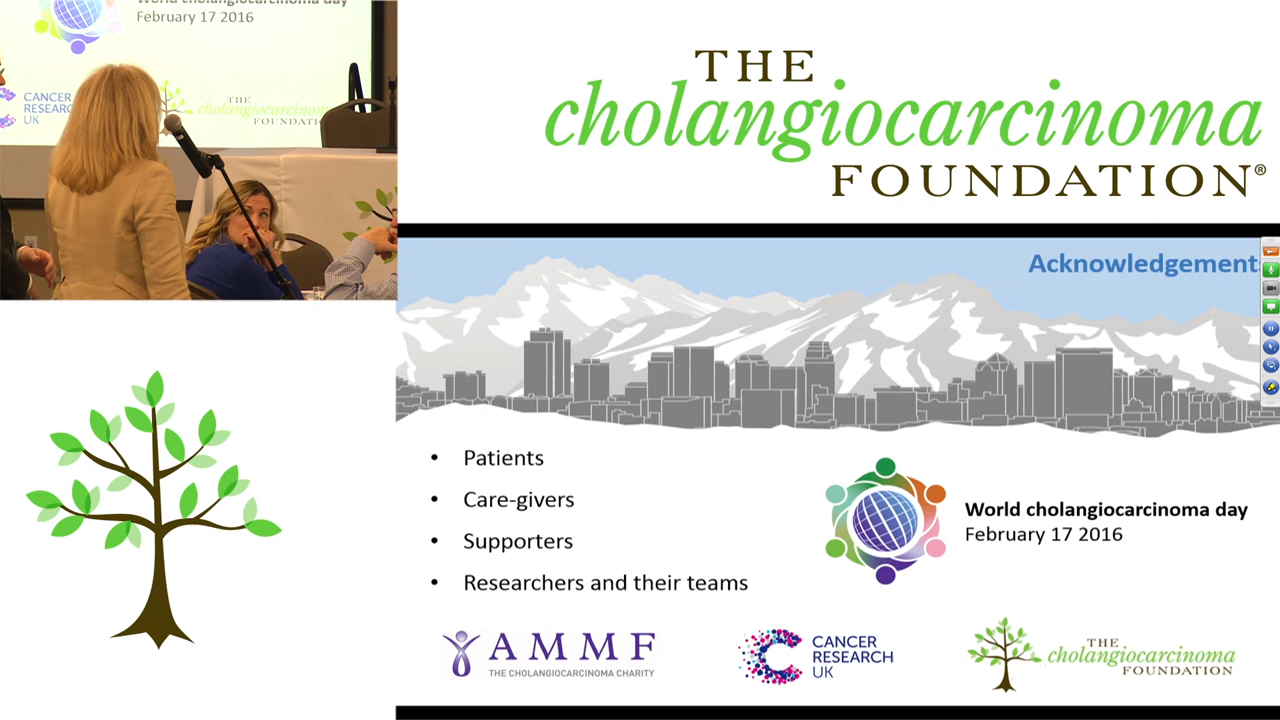 World cholangiocarcinoma day
February 17 2016
CANCER
RESEARCH
UK
THE
cholangiocarcinoma
FOUNDATION
THE
cholangiocarcinoma
FOUNDATION®
Acknowledgement
• Patients
• Care-givers
• Supporters
• Researchers and their teams
World cholangiocarcinoma day
February 17 2016
AMMF
THE CHOLANGIOCARCINOMA CHARITY
CANCER
RESEARCH
UK
THE
cholangiocarcinoma
FOUNDATION